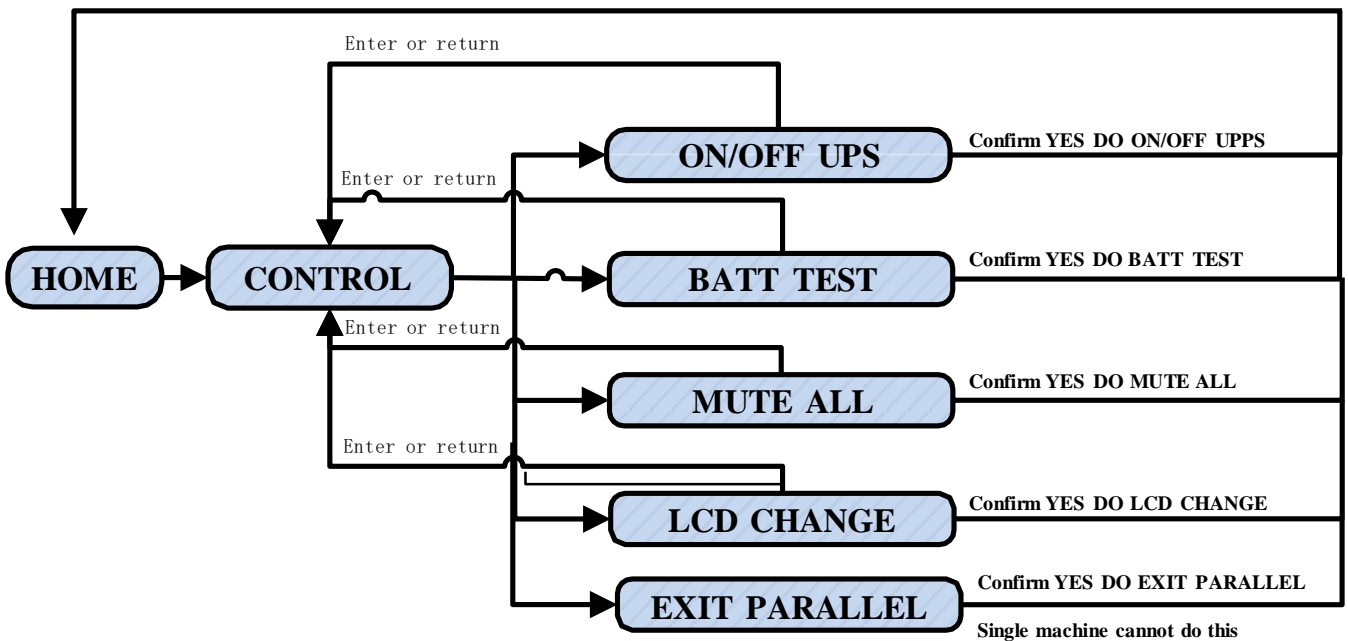 Enter or return
ON/OFF UPS
Confirm YES DO ON/OFF UPPS
Enter or return
HOME
CONTROL
BATT TEST
Confirm YES DO BATT TEST
Enter or return
MUTE ALL
Confirm YES DO MUTE ALL
Enter or return
LCD CHANGE
Confirm YES DO LCD CHANGE
EXIT PARALLEL
Confirm YES DO EXIT PARALLEL
Single machine cannot do this